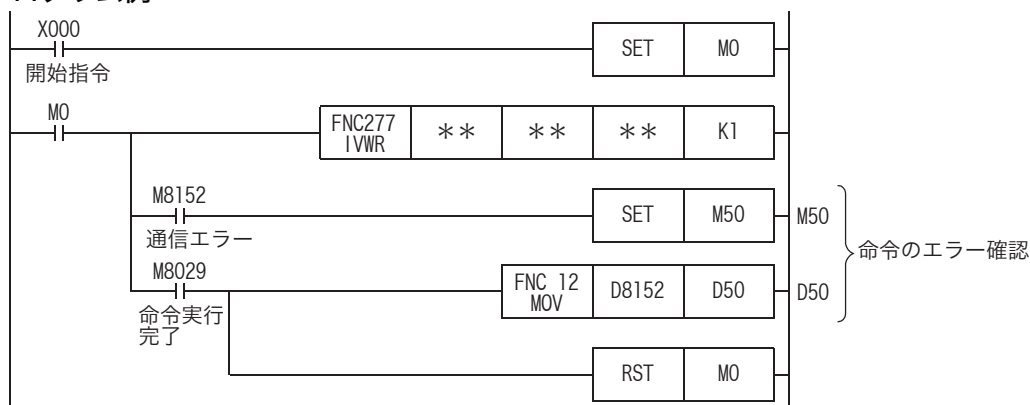 X000
SET M0
開始指令
M0
FNC277 IVWR ** ** ** K1
M8152
SET M50 M50
通信エラー
命令のエラー確認
M8029
FNC 12 MOV D8152 D50 D50
命令実行
完了
RST M0